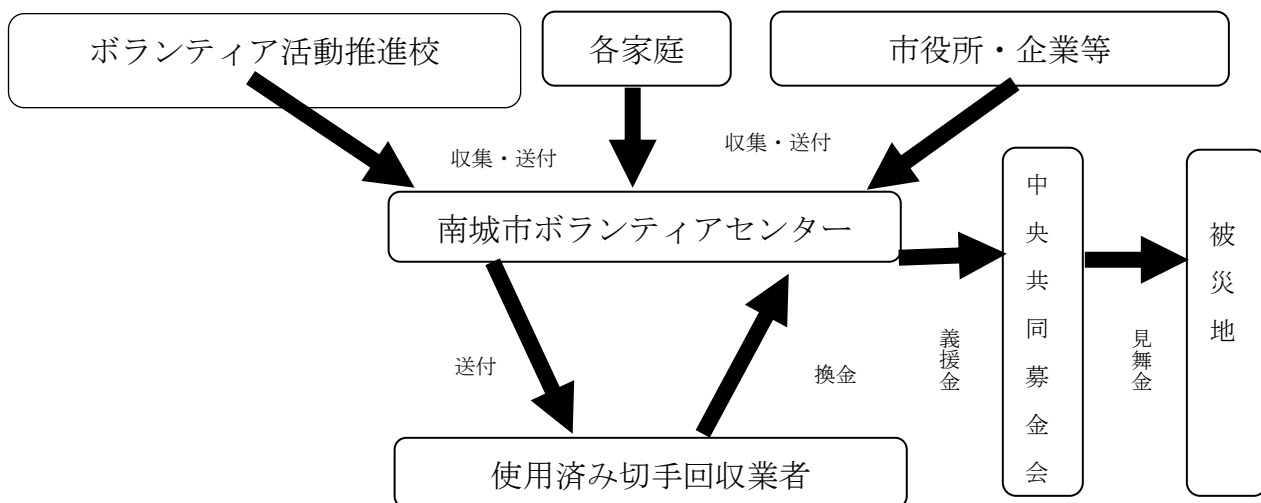 ボランティア活動推進校
各家庭
市役所・企業等
収集・送付
収集・送付
南城市ボランティアセンター
中央共同募金会
被災地
送付
換金
義援金
見舞金
使用済み切手回収業者